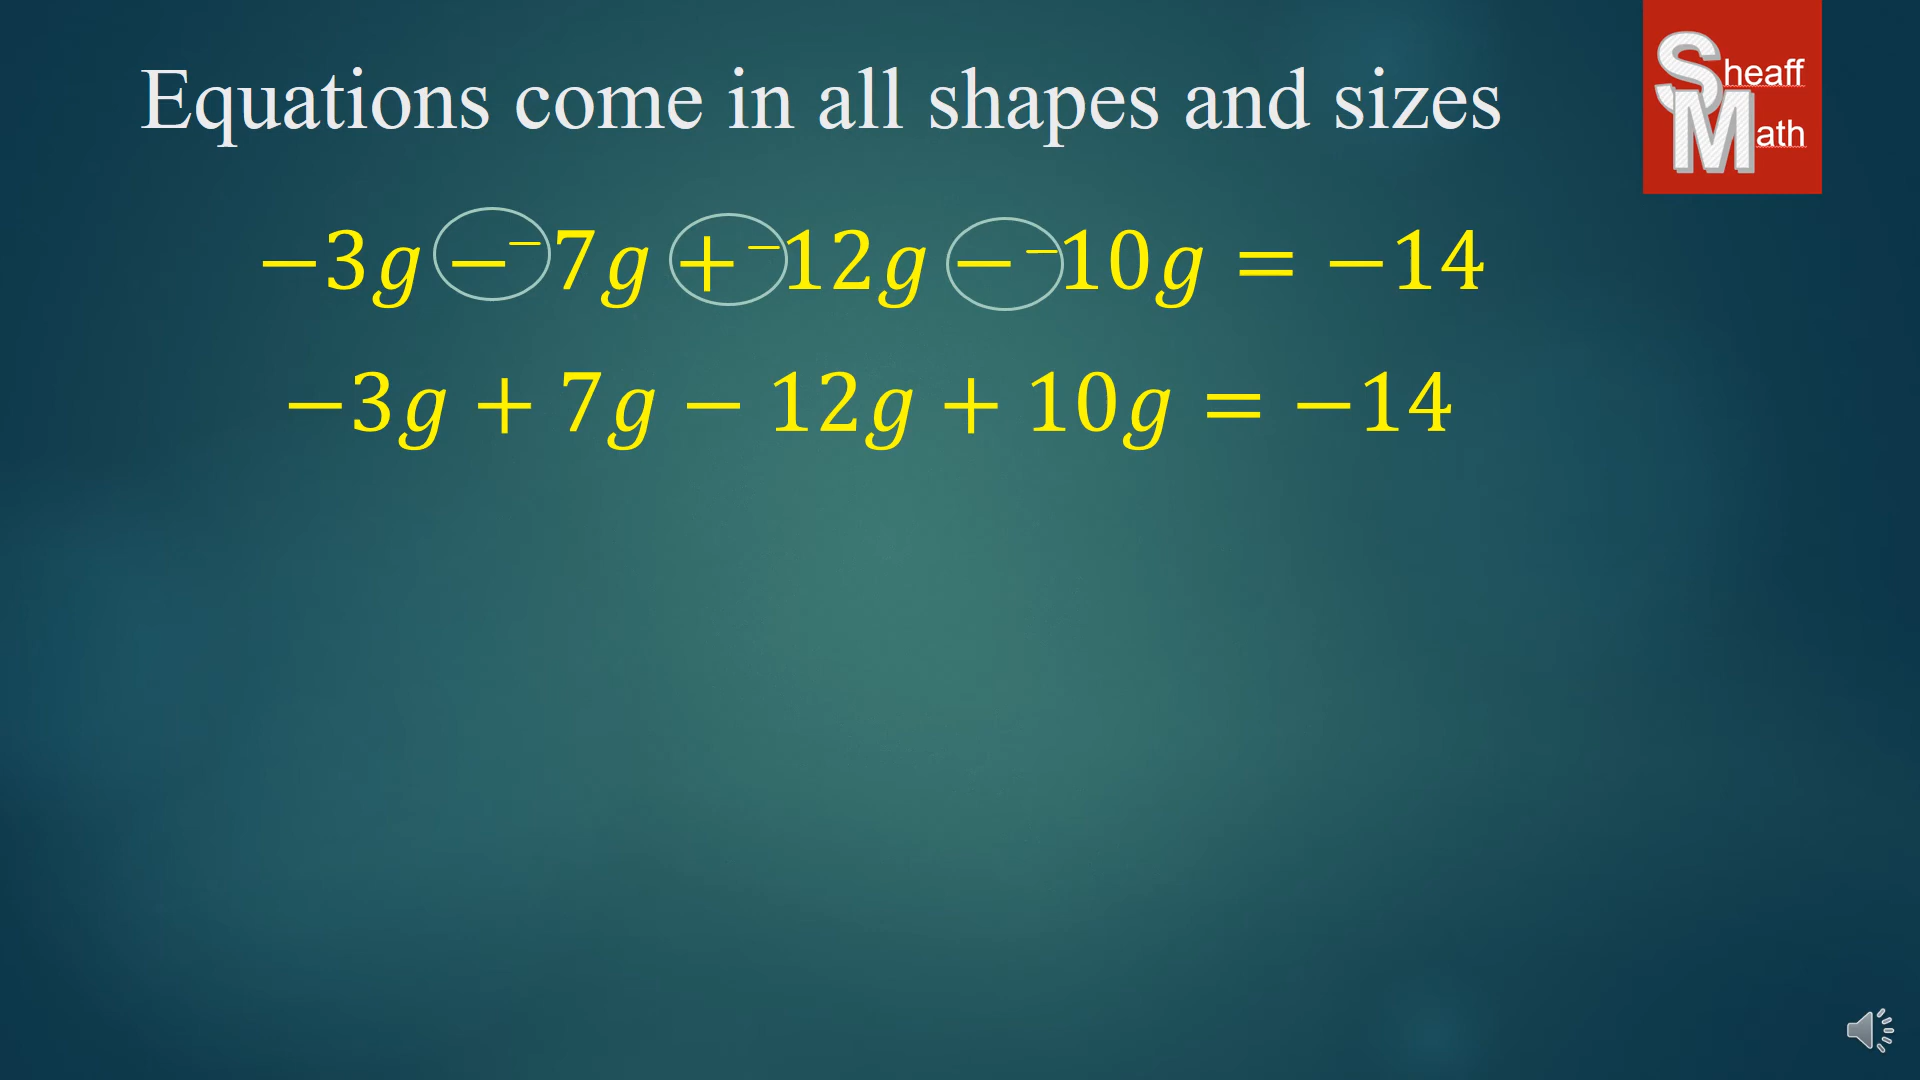 Equations come in all shapes and sizes
Sheaff
Math
−3g − ⁻7g + ⁻12g − ⁻10g = −14
−3g + 7g − 12g + 10g = −14